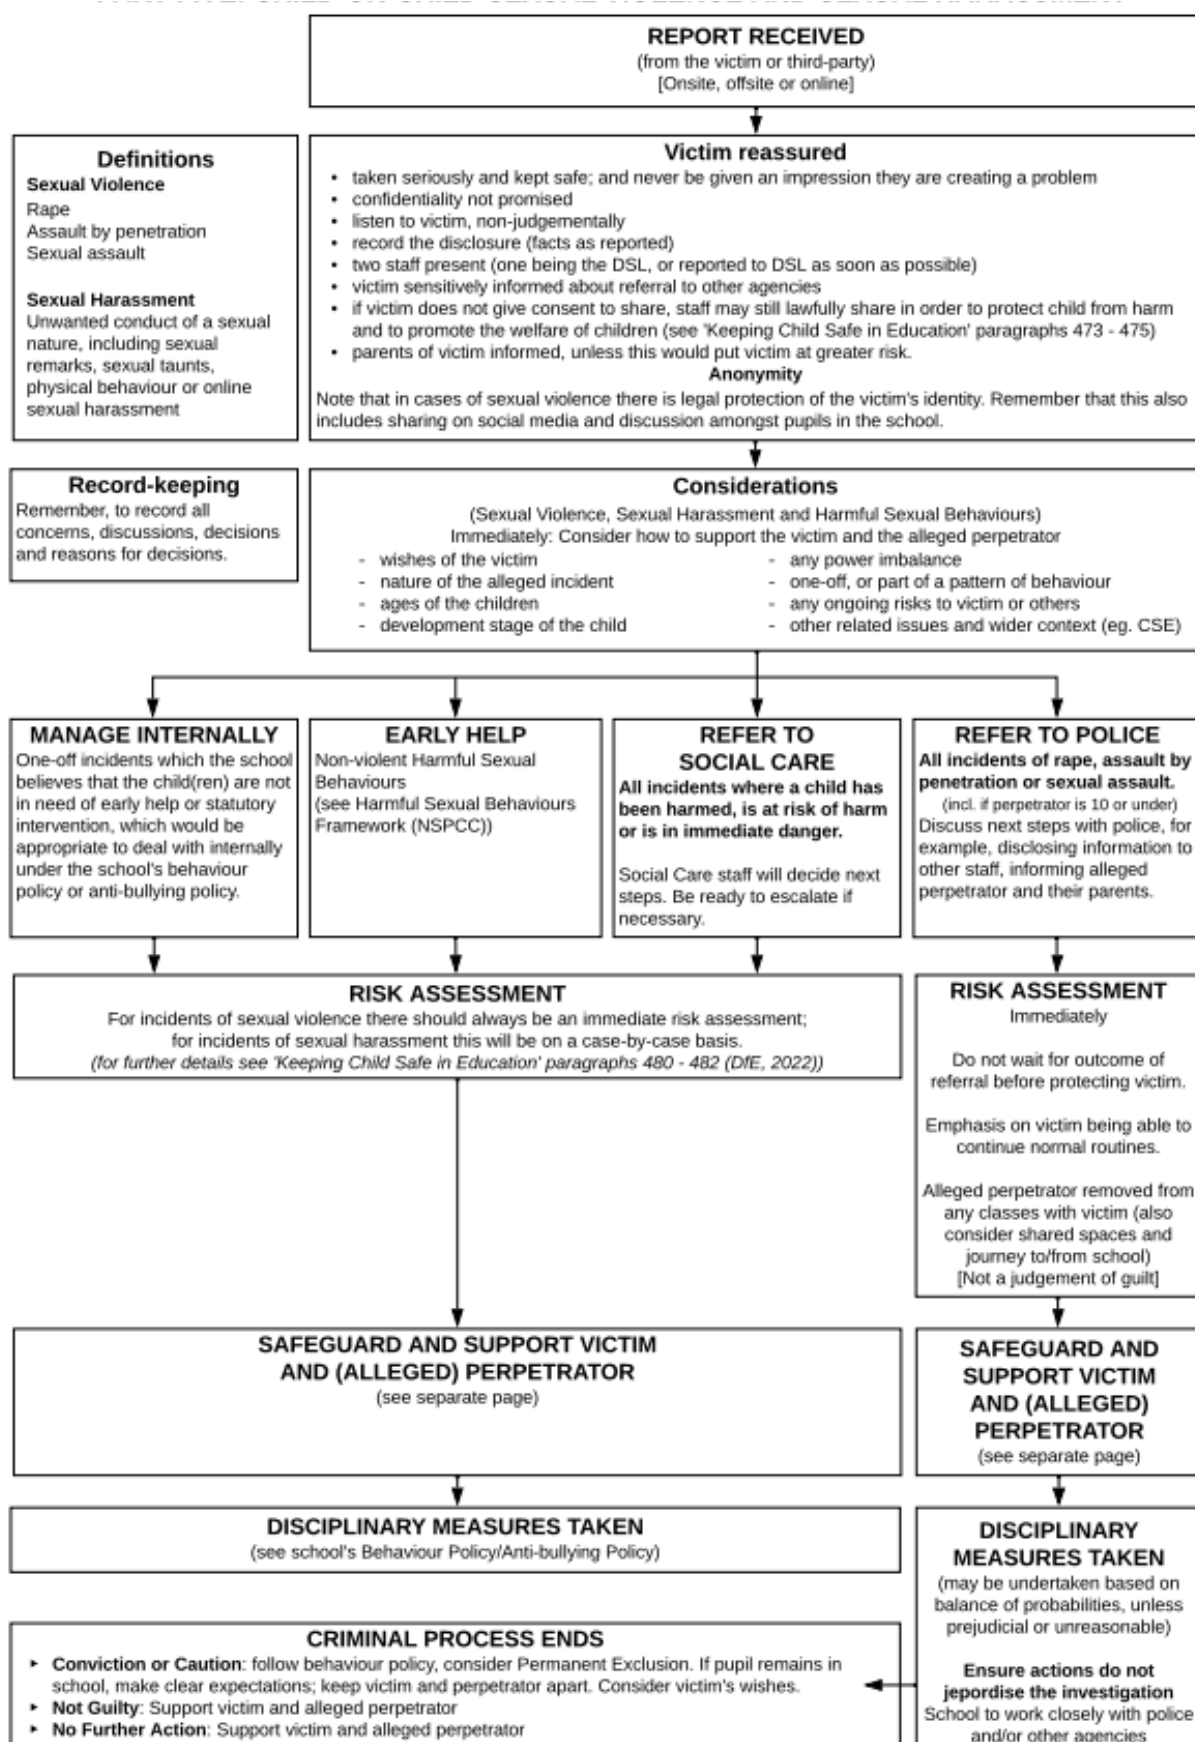 REPORT RECEIVED
(from the victim or third-party)
[Onsite, offsite or online]
Definitions
Sexual Violence
Rape
Assault by penetration
Sexual assault
Sexual Harassment
Unwanted conduct of a sexual
nature, including sexual
remarks, sexual taunts,
physical behaviour or online
sexual harassment
Victim reassured
• taken seriously and kept safe; and never be given an impression they are creating a problem
• confidentiality not promised
• listen to victim, non-judgementally
• record the disclosure (facts as reported)
• two staff present (one being the DSL, or reported to DSL as soon as possible)
• victim sensitively informed about referral to other agencies
• if victim does not give consent to share, staff may still lawfully share in order to protect child from harm
and to promote the welfare of children (see 'Keeping Child Safe in Education' paragraphs 473 - 475)
• parents of victim informed, unless this would put victim at greater risk.
Anonymity
Note that in cases of sexual violence there is legal protection of the victim's identity. Remember that this also
includes sharing on social media and discussion amongst pupils in the school.
Record-keeping
Remember, to record all
concerns, discussions, decisions
and reasons for decisions.
Considerations
(Sexual Violence, Sexual Harassment and Harmful Sexual Behaviours)
Immediately: Consider how to support the victim and the alleged perpetrator
- wishes of the victim
- nature of the alleged incident
- ages of the children
- development stage of the child
- any power imbalance
- one-off, or part of a pattern of behaviour
- any ongoing risks to victim or others
- other related issues and wider context (eg. CSE)
MANAGE INTERNALLY
One-off incidents which the school
believes that the child(ren) are not
in need of early help or statutory
intervention, which would be
appropriate to deal with internally
under the school's behaviour
policy or anti-bullying policy.
EARLY HELP
Non-violent Harmful Sexual
Behaviours
(see Harmful Sexual Behaviours
Framework (NSPCC))
REFER TO
SOCIAL CARE
All incidents where a child has
been harmed, is at risk of harm
or is in immediate danger.
Social Care staff will decide next
steps. Be ready to escalate if
necessary.
REFER TO POLICE
All incidents of rape, assault by
penetration or sexual assault.
(incl. if perpetrator is 10 or under)
Discuss next steps with police, for
example, disclosing information to
other staff, informing alleged
perpetrator and their parents.
RISK ASSESSMENT
For incidents of sexual violence there should always be an immediate risk assessment;
for incidents of sexual harassment this will be on a case-by-case basis.
(for further details see 'Keeping Child Safe in Education' paragraphs 480 - 482 (DfE, 2022))
RISK ASSESSMENT
Immediately
Do not wait for outcome of
referral before protecting victim.
Emphasis on victim being able to
continue normal routines.
Alleged perpetrator removed from
any classes with victim (also
consider shared spaces and
journey to/from school)
[Not a judgement of guilt]
SAFEGUARD AND SUPPORT VICTIM
AND (ALLEGED) PERPETRATOR
(see separate page)
SAFEGUARD AND
SUPPORT VICTIM
AND (ALLEGED)
PERPETRATOR
(see separate page)
DISCIPLINARY MEASURES TAKEN
(see school's Behaviour Policy/Anti-bullying Policy)
DISCIPLINARY
MEASURES TAKEN
(may be undertaken based on
balance of probabilities, unless
prejudicial or unreasonable)
Ensure actions do not
jepordise the investigation
School to work closely with police
and/or other agencies
CRIMINAL PROCESS ENDS
▸ Conviction or Caution: follow behaviour policy, consider Permanent Exclusion. If pupil remains in
school, make clear expectations; keep victim and perpetrator apart. Consider victim's wishes.
▸ Not Guilty: Support victim and alleged perpetrator
▸ No Further Action: Support victim and alleged perpetrator